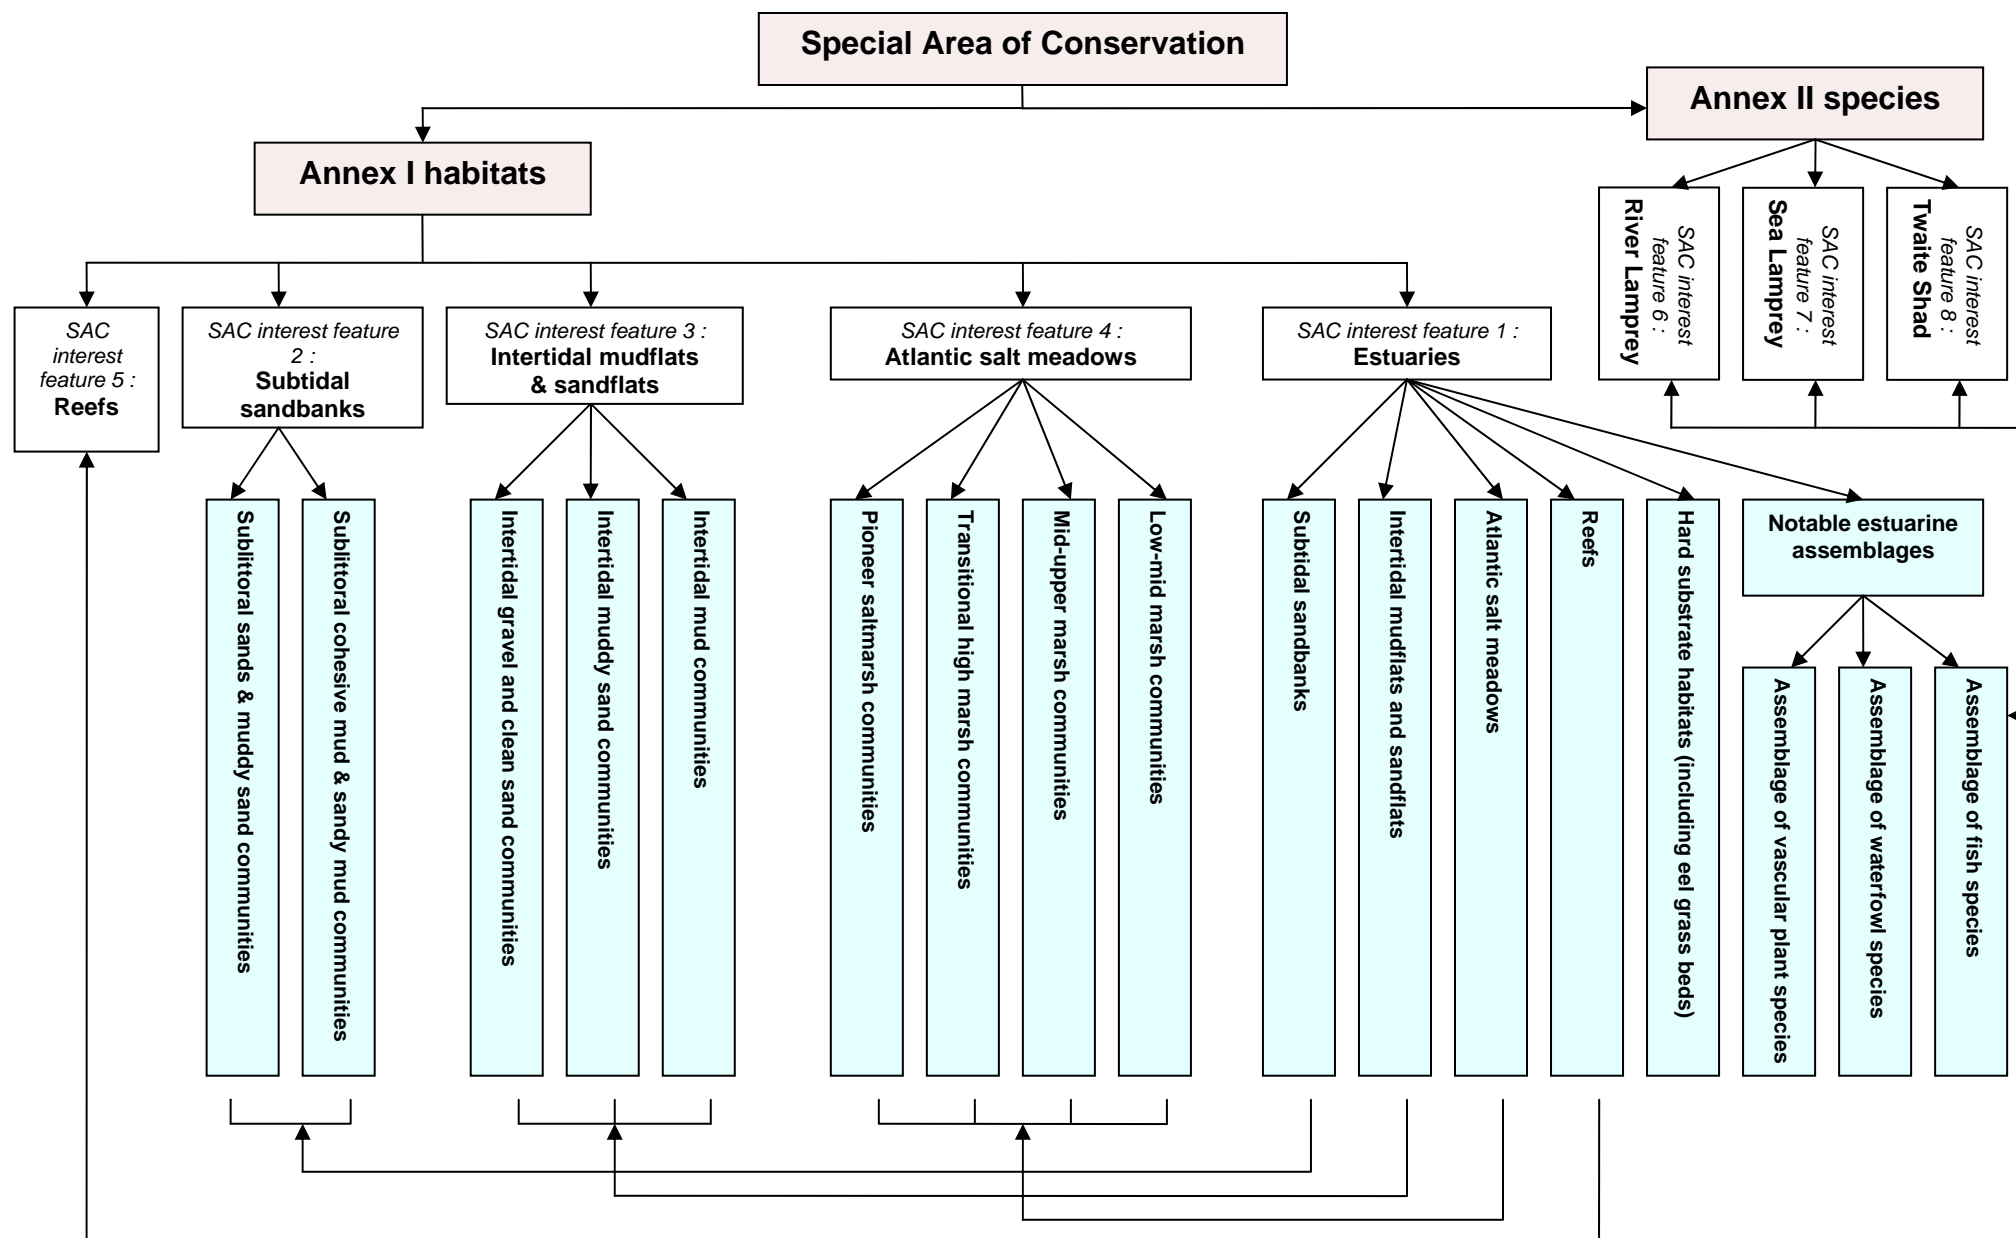 Special Area of Conservation
Annex II species
Annex I habitats
SAC interest
feature 6 :
River Lamprey
SAC interest
feature 7 :
Sea Lamprey
SAC interest
feature 8 :
Twaite Shad
SAC
interest
feature 5 :
Reefs
SAC interest feature
2 :
Subtidal
sandbanks
SAC interest feature 3 :
Intertidal mudflats
& sandflats
SAC interest feature 4 :
Atlantic salt meadows
SAC interest feature 1 :
Estuaries
Sublittoral sands & muddy sand communities
Sublittoral cohesive mud & sandy mud communities
Intertidal gravel and clean sand communities
Intertidal muddy sand communities
Intertidal mud communities
Pioneer saltmarsh communities
Transitional high marsh communities
Mid-upper marsh communities
Low-mid marsh communities
Subtidal sandbanks
Intertidal mudflats and sandflats
Atlantic salt meadows
Reefs
Hard substrate habitats (including eel grass beds)
Notable estuarine
assemblages
Assemblage of vascular plant species
Assemblage of waterfowl species
Assemblage of fish species